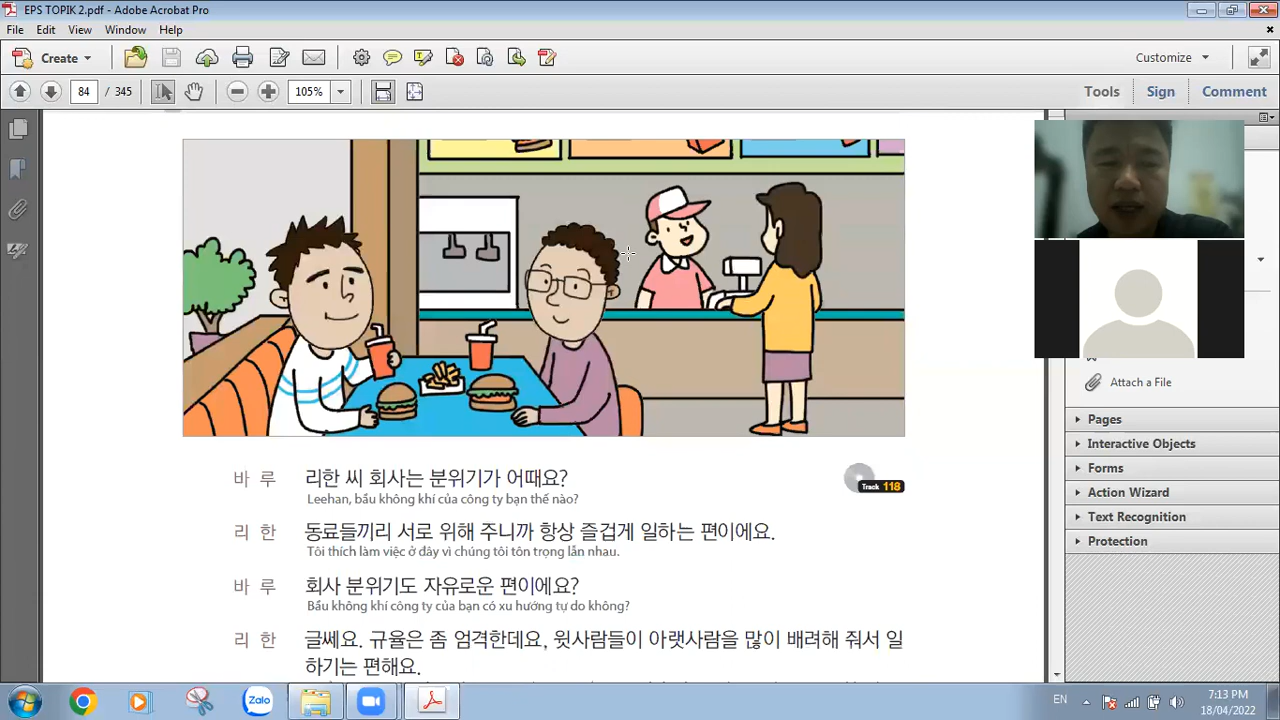 EPS TOPIK 2.pdf - Adobe Acrobat Pro
File Edit View Window Help
Create
Customize
84 / 345
105%
Tools Sign Comment
바 루 리한 씨 회사는 분위기가 어때요?
Leehan, bầu không khí của công ty bạn thế nào?
Track 118
리 한 동료들끼리 서로 위해 주니까 항상 즐겁게 일하는 편이에요.
Tôi thích làm việc ở đây vì chúng tôi tôn trọng lẫn nhau.
바 루 회사 분위기도 자유로운 편이에요?
Bầu không khí công ty của bạn có xu hướng tự do không?
리 한 글쎄요. 규율은 좀 엄격한데요, 윗사람들이 아랫사람을 많이 배려해 줘서 일
하기는 편해요.
Attach a File
Pages
Interactive Objects
Forms
Action Wizard
Text Recognition
Protection
Zalo
EN
7:13 PM
18/04/2022